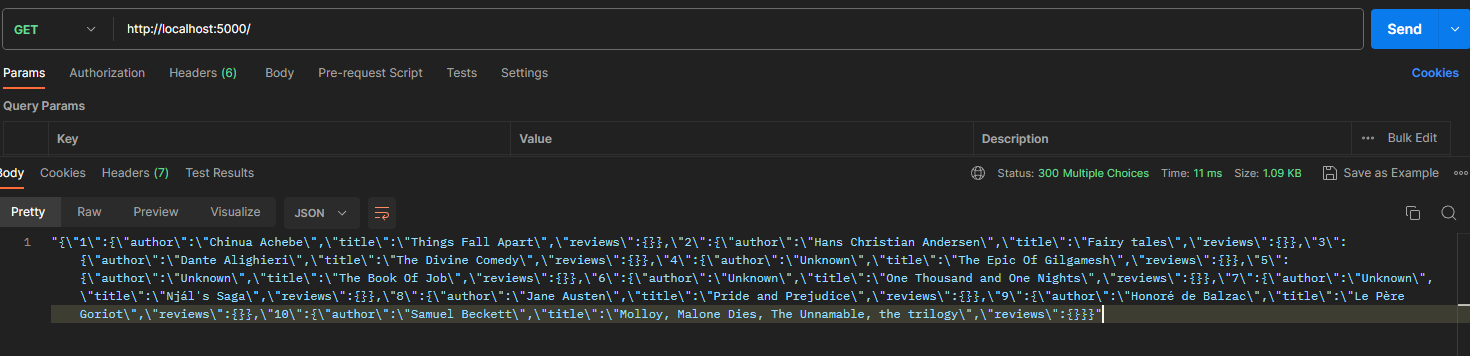 GET http://localhost:5000/ Send
Params Authorization Headers (6) Body Pre-request Script Tests Settings Cookies
Query Params
Key Value Description ••• Bulk Edit
Body Cookies Headers (7) Test Results Status: 300 Multiple Choices Time: 11 ms Size: 1.09 KB Save as Example •••
Pretty Raw Preview Visualize JSON
1 "{\"1\":{\"author\":\"Chinua Achebe\",\"title\":\"Things Fall Apart\",\"reviews\":{}},\"2\":{\"author\":\"Hans Christian Andersen\",\"title\":\"Fairy tales\",\"reviews\":{}},\"3\":
{\"author\":\"Dante Alighieri\",\"title\":\"The Divine Comedy\",\"reviews\":{}},\"4\":{\"author\":\"Unknown\",\"title\":\"The Epic Of Gilgamesh\",\"reviews\":{}},\"5\":
{\"author\":\"Unknown\",\"title\":\"The Book Of Job\",\"reviews\":{}},\"6\":{\"author\":\"Unknown\",\"title\":\"One Thousand and One Nights\",\"reviews\":{}},\"7\":{\"author\":\"Unknown\",
\"title\":\"Njál's Saga\",\"reviews\":{}},\"8\":{\"author\":\"Jane Austen\",\"title\":\"Pride and Prejudice\",\"reviews\":{}},\"9\":{\"author\":\"Honoré de Balzac\",\"title\":\"Le Père
Goriot\",\"reviews\":{}},\"10\":{\"author\":\"Samuel Beckett\",\"title\":\"Molloy, Malone Dies, The Unnamable, the trilogy\",\"reviews\":{}}}"